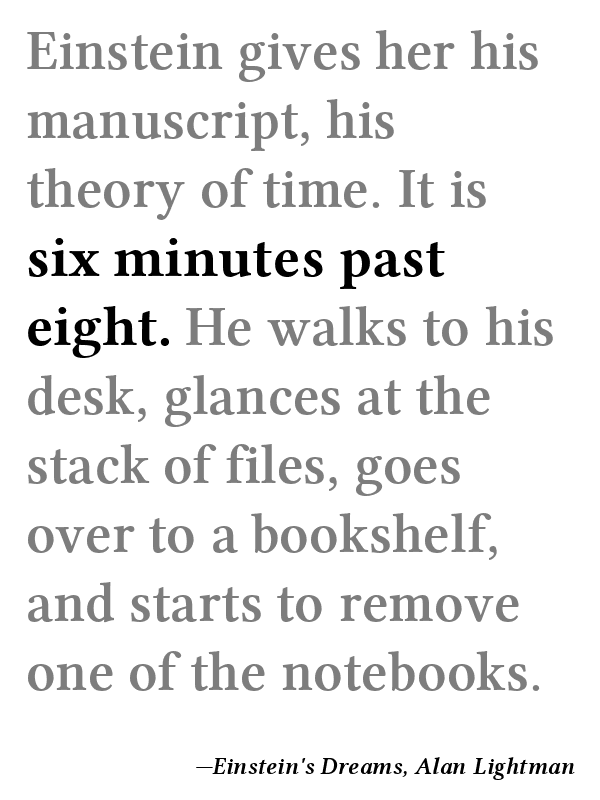 Einstein gives her his
manuscript, his
theory of time. It is
six minutes past
eight. He walks to his
desk, glances at the
stack of files, goes
over to a bookshelf,
and starts to remove
one of the notebooks.
—Einstein's Dreams, Alan Lightman